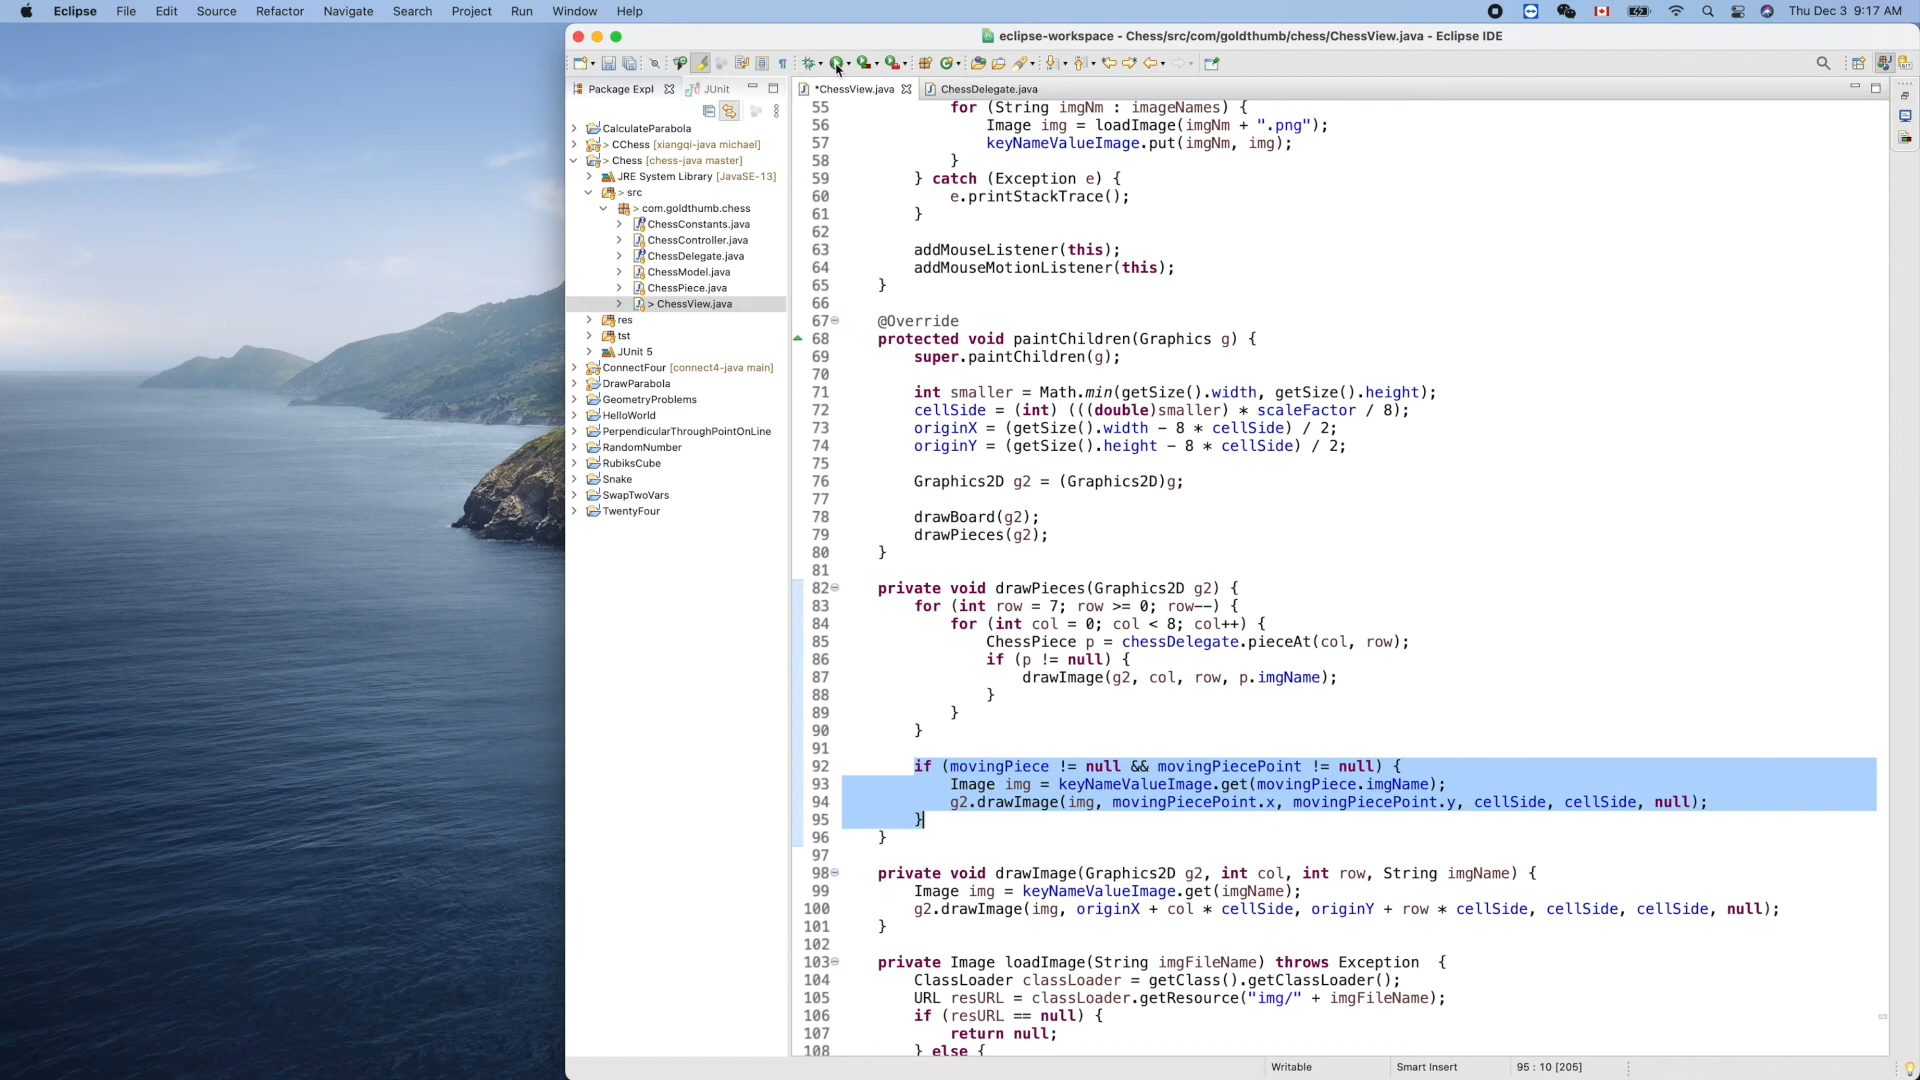 Eclipse File Edit Source Refactor Navigate Search Project Run Window Help Thu Dec 3 9:17 AM
eclipse-workspace - Chess/src/com/goldthumb/chess/ChessView.java - Eclipse IDE
Package Expl JUnit *ChessView.java ChessDelegate.java
CalculateParabola
> CChess [xiangqi-java michael]
> Chess [chess-java master]
JRE System Library [JavaSE-13]
> src
> com.goldthumb.chess
ChessConstants.java
ChessController.java
ChessDelegate.java
ChessModel.java
ChessPiece.java
> ChessView.java
res
tst
JUnit 5
ConnectFour [connect4-java main]
DrawParabola
GeometryProblems
HelloWorld
PerpendicularThroughPointOnLine
RandomNumber
RubiksCube
Snake
SwapTwoVars
TwentyFour
55 for (String imgNm : imageNames) {
56 Image img = loadImage(imgNm + ".png");
57 keyNameValueImage.put(imgNm, img);
58 }
59 } catch (Exception e) {
60 e.printStackTrace();
61 }
62
63 addMouseListener(this);
64 addMouseMotionListener(this);
65 }
66
67 @Override
68 protected void paintChildren(Graphics g) {
69 super.paintChildren(g);
70
71 int smaller = Math.min(getSize().width, getSize().height);
72 cellSide = (int) (((double)smaller) * scaleFactor / 8);
73 originX = (getSize().width - 8 * cellSide) / 2;
74 originY = (getSize().height - 8 * cellSide) / 2;
75
76 Graphics2D g2 = (Graphics2D)g;
77
78 drawBoard(g2);
79 drawPieces(g2);
80 }
81
82 private void drawPieces(Graphics2D g2) {
83 for (int row = 7; row >= 0; row--) {
84 for (int col = 0; col < 8; col++) {
85 ChessPiece p = chessDelegate.pieceAt(col, row);
86 if (p != null) {
87 drawImage(g2, col, row, p.imgName);
88 }
89 }
90 }
91
92 if (movingPiece != null && movingPiecePoint != null) {
93 Image img = keyNameValueImage.get(movingPiece.imgName);
94 g2.drawImage(img, movingPiecePoint.x, movingPiecePoint.y, cellSide, cellSide, null);
95 }
96 }
97
98 private void drawImage(Graphics2D g2, int col, int row, String imgName) {
99 Image img = keyNameValueImage.get(imgName);
100 g2.drawImage(img, originX + col * cellSide, originY + row * cellSide, cellSide, cellSide, null);
101 }
102
103 private Image loadImage(String imgFileName) throws Exception {
104 ClassLoader classLoader = getClass().getClassLoader();
105 URL resURL = classLoader.getResource("img/" + imgFileName);
106 if (resURL == null) {
107 return null;
108 } else {
Writable Smart Insert 95 : 10 [205]